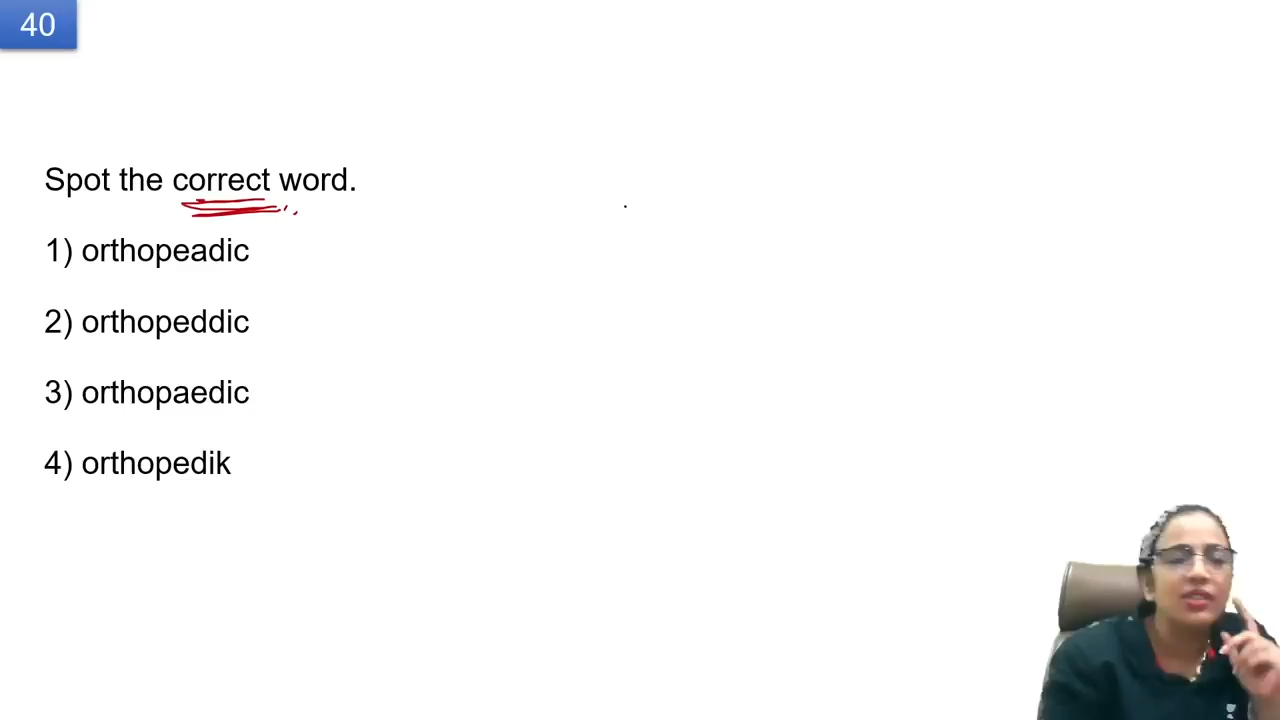 40
Spot the correct word.
1) orthopeadic
2) orthopeddic
3) orthopaedic
4) orthopedik